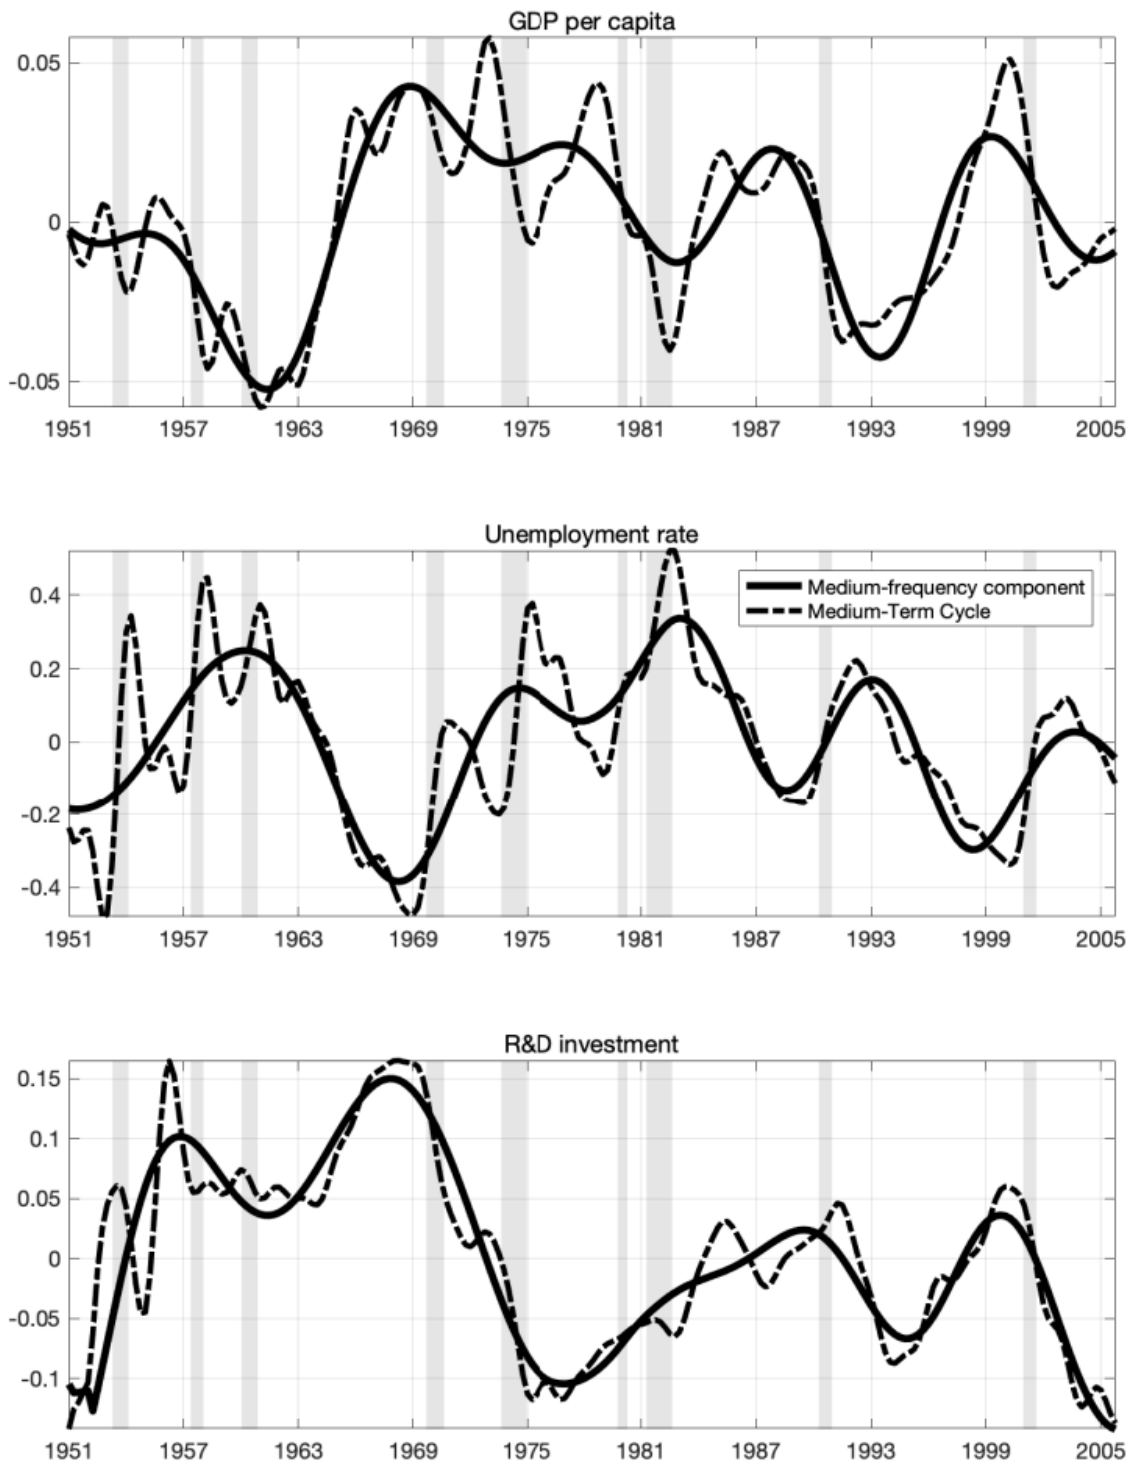 GDP per capita
0.05
0
-0.05
1951 1957 1963 1969 1975 1981 1987 1993 1999 2005
Unemployment rate
0.4
0.2
0
-0.2
-0.4
Medium-frequency component
Medium-Term Cycle
1951 1957 1963 1969 1975 1981 1987 1993 1999 2005
R&D investment
0.15
0.1
0.05
0
-0.05
-0.1
1951 1957 1963 1969 1975 1981 1987 1993 1999 2005